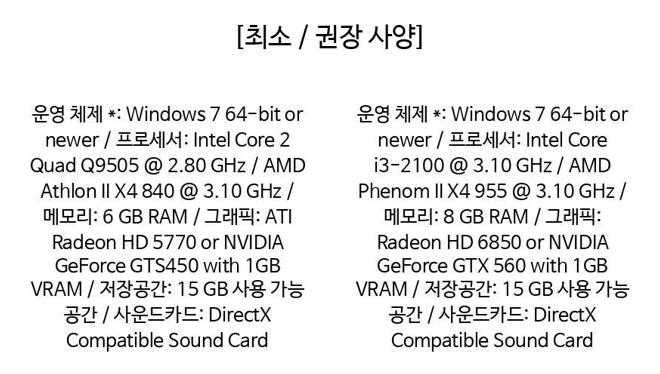 [최소 / 권장 사양]
운영 체제 *: Windows 7 64-bit or
newer / 프로세서: Intel Core 2
Quad Q9505 @ 2.80 GHz / AMD
Athlon II X4 840 @ 3.10 GHz /
메모리: 6 GB RAM / 그래픽: ATI
Radeon HD 5770 or NVIDIA
GeForce GTS450 with 1GB
VRAM / 저장공간: 15 GB 사용 가능
공간 / 사운드카드: DirectX
Compatible Sound Card
운영 체제 *: Windows 7 64-bit or
newer / 프로세서: Intel Core
i3-2100 @ 3.10 GHz / AMD
Phenom II X4 955 @ 3.10 GHz /
메모리: 8 GB RAM / 그래픽:
Radeon HD 6850 or NVIDIA
GeForce GTX 560 with 1GB
VRAM / 저장공간: 15 GB 사용 가능
공간 / 사운드카드: DirectX
Compatible Sound Card